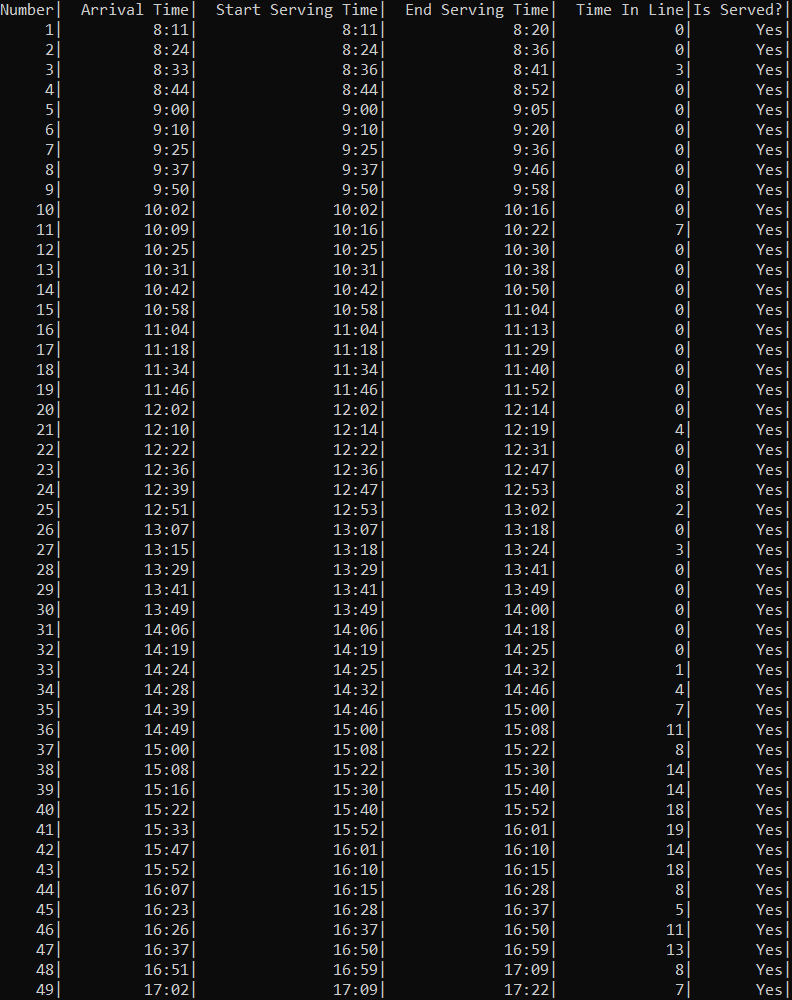 Number| Arrival Time| Start Serving Time| End Serving Time| Time In Line|Is Served?|
1| 8:11| 8:11| 8:20| 0| Yes|
2| 8:24| 8:24| 8:36| 0| Yes|
3| 8:33| 8:36| 8:41| 3| Yes|
4| 8:44| 8:44| 8:52| 0| Yes|
5| 9:00| 9:00| 9:05| 0| Yes|
6| 9:10| 9:10| 9:20| 0| Yes|
7| 9:25| 9:25| 9:36| 0| Yes|
8| 9:37| 9:37| 9:46| 0| Yes|
9| 9:50| 9:50| 9:58| 0| Yes|
10| 10:02| 10:02| 10:16| 0| Yes|
11| 10:09| 10:16| 10:22| 7| Yes|
12| 10:25| 10:25| 10:30| 0| Yes|
13| 10:31| 10:31| 10:38| 0| Yes|
14| 10:42| 10:42| 10:50| 0| Yes|
15| 10:58| 10:58| 11:04| 0| Yes|
16| 11:04| 11:04| 11:13| 0| Yes|
17| 11:18| 11:18| 11:29| 0| Yes|
18| 11:34| 11:34| 11:40| 0| Yes|
19| 11:46| 11:46| 11:52| 0| Yes|
20| 12:02| 12:02| 12:14| 0| Yes|
21| 12:10| 12:14| 12:19| 4| Yes|
22| 12:22| 12:22| 12:31| 0| Yes|
23| 12:36| 12:36| 12:47| 0| Yes|
24| 12:39| 12:47| 12:53| 8| Yes|
25| 12:51| 12:53| 13:02| 2| Yes|
26| 13:07| 13:07| 13:18| 0| Yes|
27| 13:15| 13:18| 13:24| 3| Yes|
28| 13:29| 13:29| 13:41| 0| Yes|
29| 13:41| 13:41| 13:49| 0| Yes|
30| 13:49| 13:49| 14:00| 0| Yes|
31| 14:06| 14:06| 14:18| 0| Yes|
32| 14:19| 14:19| 14:25| 0| Yes|
33| 14:24| 14:25| 14:32| 1| Yes|
34| 14:28| 14:32| 14:46| 4| Yes|
35| 14:39| 14:46| 15:00| 7| Yes|
36| 14:49| 15:00| 15:08| 11| Yes|
37| 15:00| 15:08| 15:22| 8| Yes|
38| 15:08| 15:22| 15:30| 14| Yes|
39| 15:16| 15:30| 15:40| 14| Yes|
40| 15:22| 15:40| 15:52| 18| Yes|
41| 15:33| 15:52| 16:01| 19| Yes|
42| 15:47| 16:01| 16:10| 14| Yes|
43| 15:52| 16:10| 16:15| 18| Yes|
44| 16:07| 16:15| 16:28| 8| Yes|
45| 16:23| 16:28| 16:37| 5| Yes|
46| 16:26| 16:37| 16:50| 11| Yes|
47| 16:37| 16:50| 16:59| 13| Yes|
48| 16:51| 16:59| 17:09| 8| Yes|
49| 17:02| 17:09| 17:22| 7| Yes|